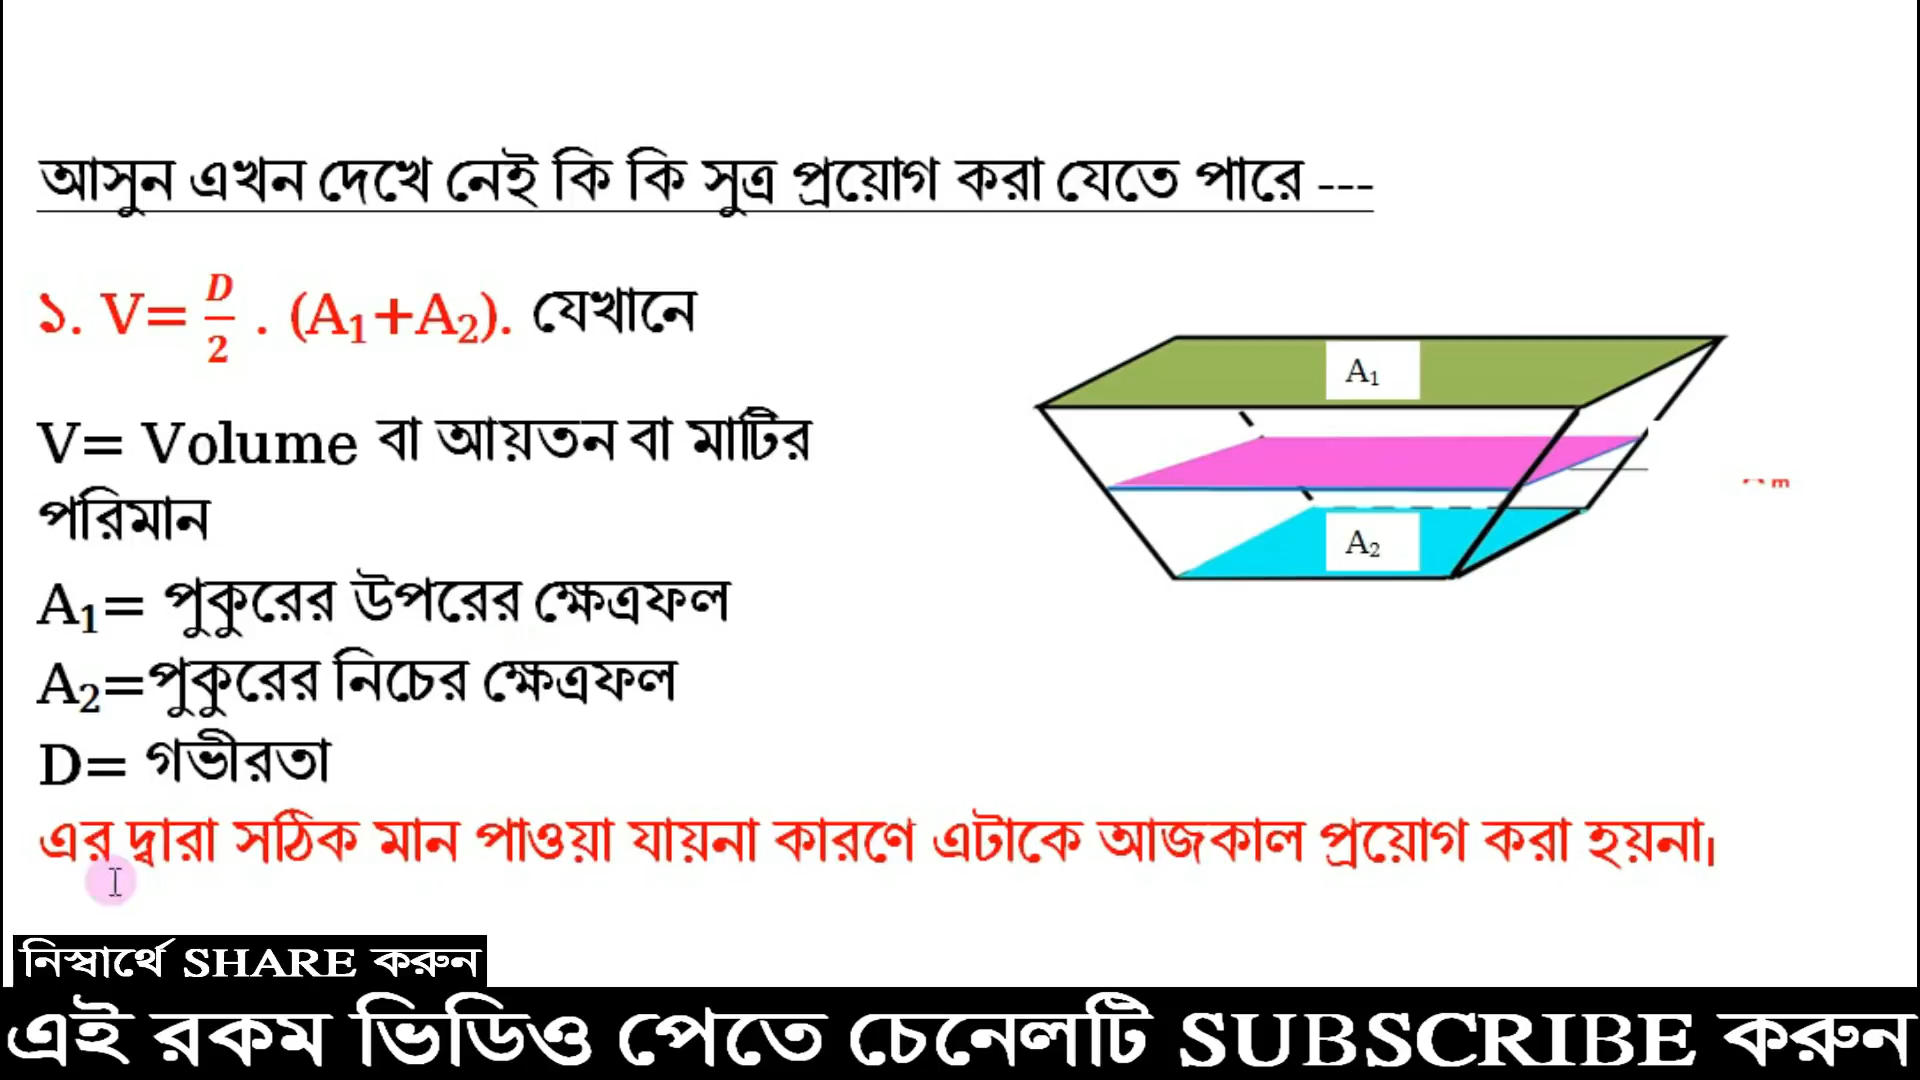 আসুন এখন দেখে নেই কি কি সুত্র প্রয়োগ করা যেতে পারে ---
১. V= D/2 . (A₁+A₂). যেখানে
V= Volume বা আয়তন বা মাটির
পরিমান
A₁= পুকুরের উপরের ক্ষেত্রফল
A₂=পুকুরের নিচের ক্ষেত্রফল
D= গভীরতা
এর দ্বারা সঠিক মান পাওয়া যায়না কারণে এটাকে আজকাল প্রয়োগ করা হয়না।
A₁
m
A₂
নিস্বার্থে SHARE করুন
এই রকম ভিডিও পেতে চেনেলটি SUBSCRIBE করুন